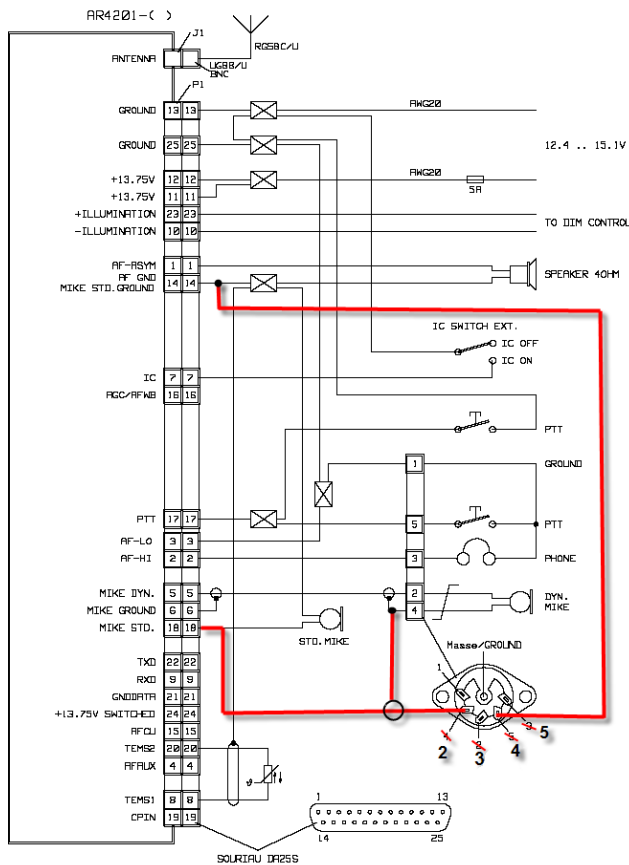 AR4201-( )
J1
ANTENNA
RG58C/U
UG88/U
BNC
P1
GROUND 13 13 AWG20
GROUND 25 25 12.4 .. 15.1V
+13.75V 12 12 AWG20
5A
+13.75V 11 11
+ILLUMINATION 23 23
TO DIM CONTROL
-ILLUMINATION 10 10
AF-ASYM 1 1
AF GND 14 14 SPEAKER 4OHM
MIKE STD.GROUND
IC SWITCH EXT.
IC OFF
IC ON
IC 7 7
AGC/AFWB 16 16
PTT
1 GROUND
PTT 17 17 5 PTT
AF-LO 3 3
AF-HI 2 2 3 PHONE
MIKE DYN. 5 5 2 DYN.
MIKE GROUND 6 6 4 MIKE
MIKE STD. 18 18
STD.MIKE
Masse/GROUND
TXD 22 22
RXD 9 9
GNDDATA 21 21
+13.75V SWITCHED 24 24
AFCU 15 15
TEMS2 20 20
AFAUX 4 4
1
2 3 4 5
TEMS1 8 8
CPIN 19 19
1 13
14 25
SOURIAU DA25S